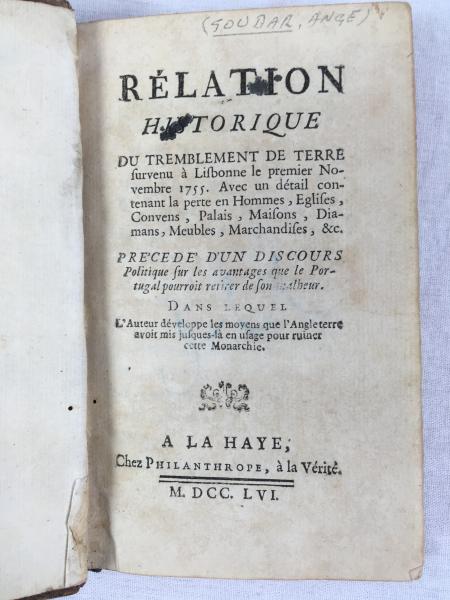 (GOUDAR, ANGE)
RÉLATION
HISTORIQUE
DU TREMBLEMENT DE TERRE
ſurvenu à Liſbonne le premier No-
vembre 1755. Avec un détail con-
tenant la perte en Hommes, Egliſes,
Convens, Palais, Maiſons, Dia-
mans, Meubles, Marchandiſes, &c.
PRECEDE' D'UN DISCOURS
Politique ſur les avantages que le Por-
tugal pourroit retirer de ſon malheur.
DANS LEQUEL
L'Auteur développe les moyens que l'Angleterre
avoit mis juſques-là en uſage pour ruiner
cette Monarchie.
A LA HAYE,
Chez PHILANTHROPE, à la Vérité.
M. DCC. LVI.